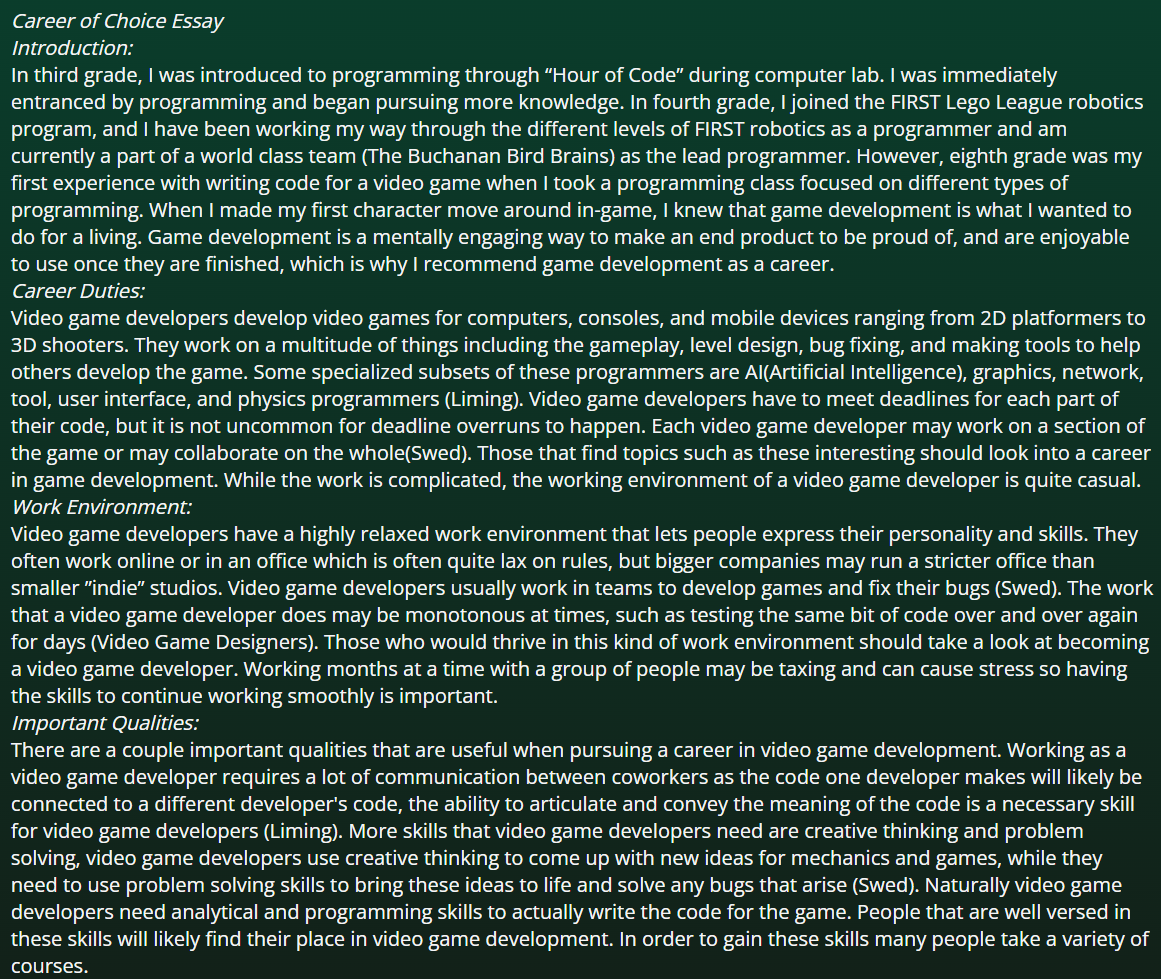 Career of Choice Essay
Introduction:
In third grade, I was introduced to programming through “Hour of Code” during computer lab. I was immediately
entranced by programming and began pursuing more knowledge. In fourth grade, I joined the FIRST Lego League robotics
program, and I have been working my way through the different levels of FIRST robotics as a programmer and am
currently a part of a world class team (The Buchanan Bird Brains) as the lead programmer. However, eighth grade was my
first experience with writing code for a video game when I took a programming class focused on different types of
programming. When I made my first character move around in-game, I knew that game development is what I wanted to
do for a living. Game development is a mentally engaging way to make an end product to be proud of, and are enjoyable
to use once they are finished, which is why I recommend game development as a career.
Career Duties:
Video game developers develop video games for computers, consoles, and mobile devices ranging from 2D platformers to
3D shooters. They work on a multitude of things including the gameplay, level design, bug fixing, and making tools to help
others develop the game. Some specialized subsets of these programmers are AI(Artificial Intelligence), graphics, network,
tool, user interface, and physics programmers (Liming). Video game developers have to meet deadlines for each part of
their code, but it is not uncommon for deadline overruns to happen. Each video game developer may work on a section of
the game or may collaborate on the whole(Swed). Those that find topics such as these interesting should look into a career
in game development. While the work is complicated, the working environment of a video game developer is quite casual.
Work Environment:
Video game developers have a highly relaxed work environment that lets people express their personality and skills. They
often work online or in an office which is often quite lax on rules, but bigger companies may run a stricter office than
smaller ”indie” studios. Video game developers usually work in teams to develop games and fix their bugs (Swed). The work
that a video game developer does may be monotonous at times, such as testing the same bit of code over and over again
for days (Video Game Designers). Those who would thrive in this kind of work environment should take a look at becoming
a video game developer. Working months at a time with a group of people may be taxing and can cause stress so having
the skills to continue working smoothly is important.
Important Qualities:
There are a couple important qualities that are useful when pursuing a career in video game development. Working as a
video game developer requires a lot of communication between coworkers as the code one developer makes will likely be
connected to a different developer's code, the ability to articulate and convey the meaning of the code is a necessary skill
for video game developers (Liming). More skills that video game developers need are creative thinking and problem
solving, video game developers use creative thinking to come up with new ideas for mechanics and games, while they
need to use problem solving skills to bring these ideas to life and solve any bugs that arise (Swed). Naturally video game
developers need analytical and programming skills to actually write the code for the game. People that are well versed in
these skills will likely find their place in video game development. In order to gain these skills many people take a variety of
courses.